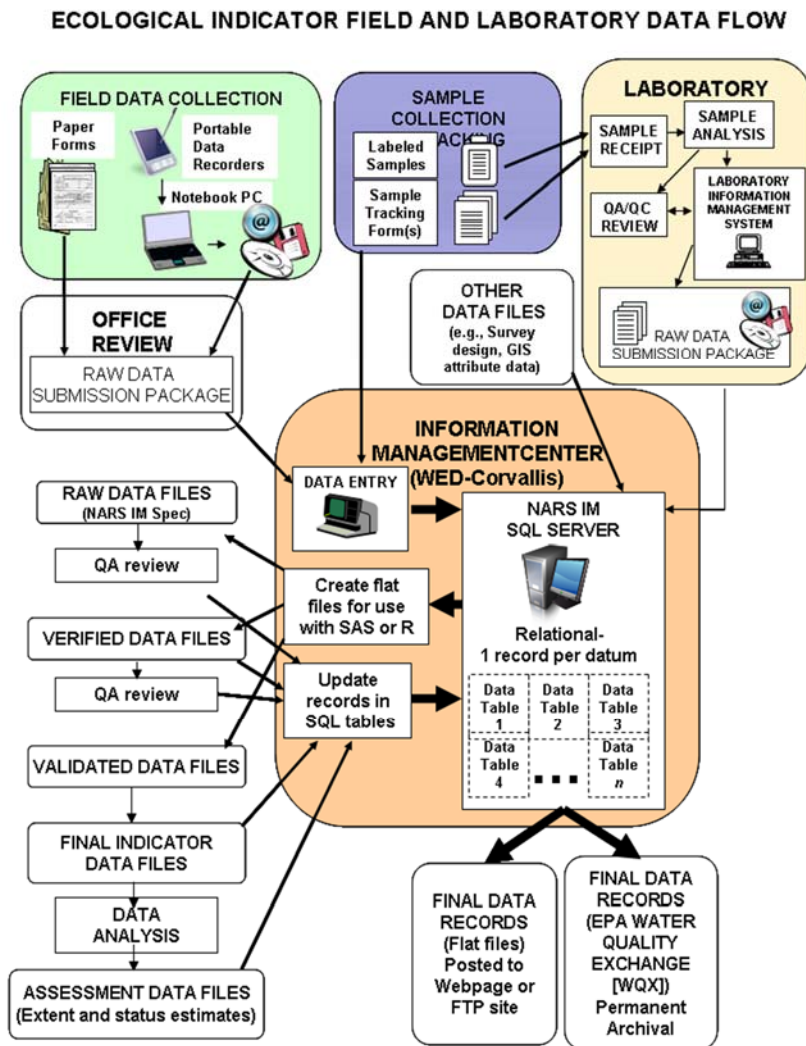 ECOLOGICAL INDICATOR FIELD AND LABORATORY DATA FLOW
FIELD DATA COLLECTION
Paper
Forms
Portable
Data
Recorders
Notebook PC
SAMPLE
COLLECTION
Labeled
Samples
Sample
Tracking
Form(s)
LABORATORY
SAMPLE
RECEIPT
SAMPLE
ANALYSIS
QA/QC
REVIEW
LABORATORY
INFORMATION
MANAGEMENT
SYSTEM
RAW DATA
SUBMISSION PACKAGE
OFFICE
REVIEW
RAW DATA
SUBMISSION PACKAGE
OTHER
DATA FILES
(e.g., Survey
design, GIS
attribute data)
INFORMATION
MANAGEMENTCENTER
(WED-Corvallis)
DATA ENTRY
NARS IM
SQL SERVER
Relational-
1 record per datum
Data
Table
1
Data
Table
2
Data
Table
3
Data
Table
4
Data
Table
n
Create flat
files for use
with SAS or R
Update
records in
SQL tables
RAW DATA FILES
(NARS IM Spec)
QA review
VERIFIED DATA FILES
QA review
VALIDATED DATA FILES
FINAL INDICATOR
DATA FILES
DATA
ANALYSIS
ASSESSMENT DATA FILES
(Extent and status estimates)
FINAL DATA
RECORDS
(Flat files)
Posted to
Webpage or
FTP site
FINAL DATA
RECORDS
(EPA WATER
QUALITY
EXCHANGE
[WQX])
Permanent
Archival